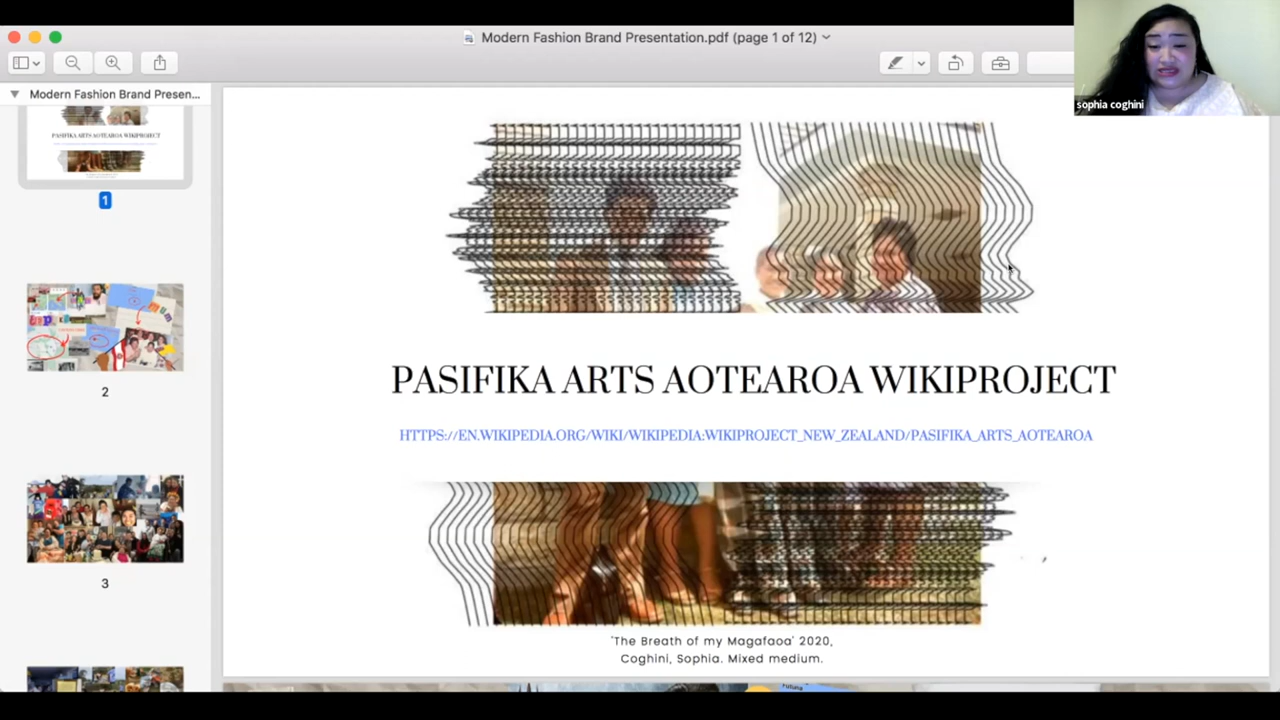 Modern Fashion Brand Presentation.pdf (page 1 of 12)
sophia coghini
Modern Fashion Brand Presen...
PASIFIKA ARTS AOTEAROA WIKIPROJECT
1
2
3
PASIFIKA ARTS AOTEAROA WIKIPROJECT
HTTPS://EN.WIKIPEDIA.ORG/WIKI/WIKIPEDIA:WIKIPROJECT_NEW_ZEALAND/PASIFIKA_ARTS_AOTEAROA
'The Breath of my Magafaoa' 2020,
Coghini, Sophia. Mixed medium.